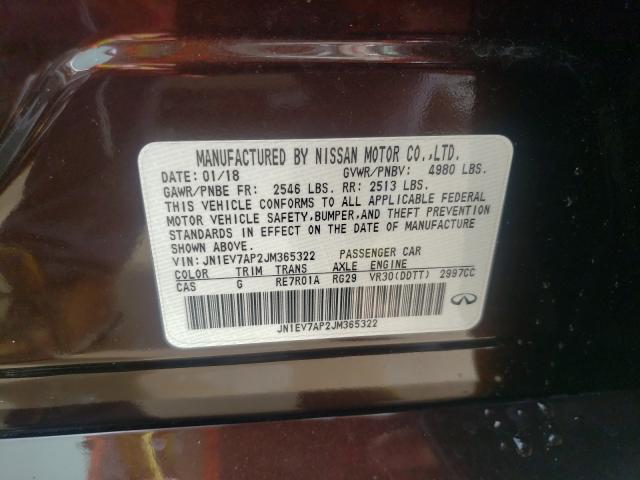 MANUFACTURED BY NISSAN MOTOR CO.,LTD.
DATE: 01/18 GVWR/PNBV: 4980 LBS.
GAWR/PNBE FR: 2546 LBS. RR: 2513 LBS.
THIS VEHICLE CONFORMS TO ALL APPLICABLE FEDERAL
MOTOR VEHICLE SAFETY,BUMPER,AND THEFT PREVENTION
STANDARDS IN EFFECT ON THE DATE OF MANUFACTURE
SHOWN ABOVE.
VIN: JN1EV7AP2JM365322 PASSENGER CAR
COLOR TRIM TRANS AXLE ENGINE
CAS G RE7R01A RG29 VR30(DDTT) 2997CC
JN1EV7AP2JM365322